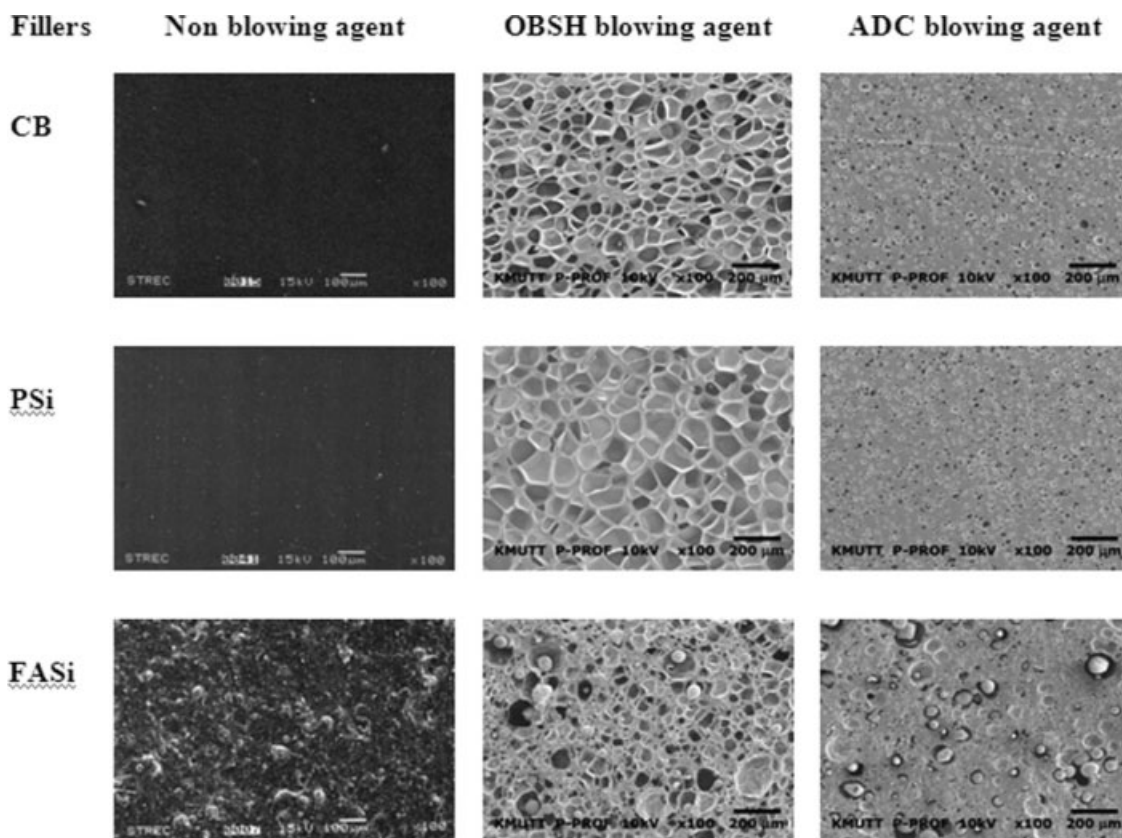 Fillers Non blowing agent OBSH blowing agent ADC blowing agent
CB
STREC 15kV 100μm x100
KMUTT P-PROF 10kV x100 200 μm
KMUTT P-PROF 10kV x100 200 μm
PSi
STREC 15kV 100μm x100
KMUTT P-PROF 10kV x100 200 μm
KMUTT P-PROF 10kV x100 200 μm
FASi
STREC 15kV 100μm x100
KMUTT P-PROF 10kV x100 200 μm
KMUTT P-PROF 10kV x100 200 μm